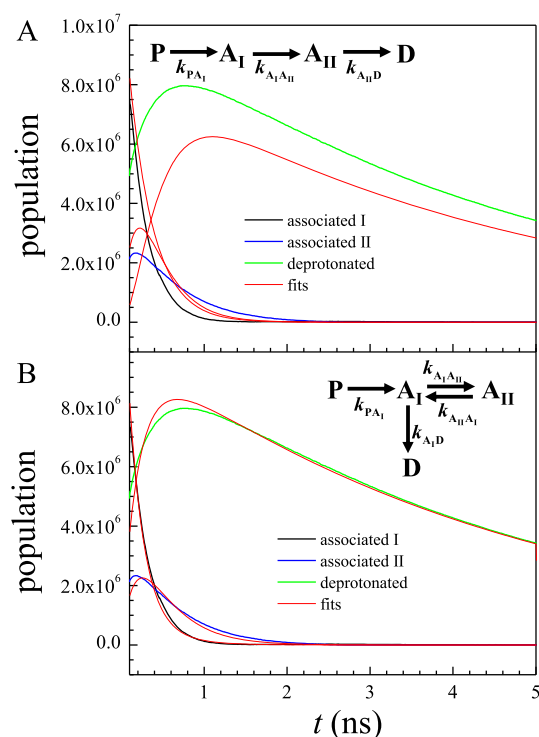 A
P → A_I → A_II → D
k_PA_I k_A_IA_II k_A_IID
1.0x10^7
8.0x10^6
6.0x10^6
4.0x10^6
2.0x10^6
0.0
population
associated I
associated II
deprotonated
fits
B
P → A_I ⇌ A_II
k_PA_I k_A_IA_II k_A_IIA_I
k_A_ID
D
8.0x10^6
6.0x10^6
4.0x10^6
2.0x10^6
0.0
population
associated I
associated II
deprotonated
fits
1 2 3 4 5
t (ns)